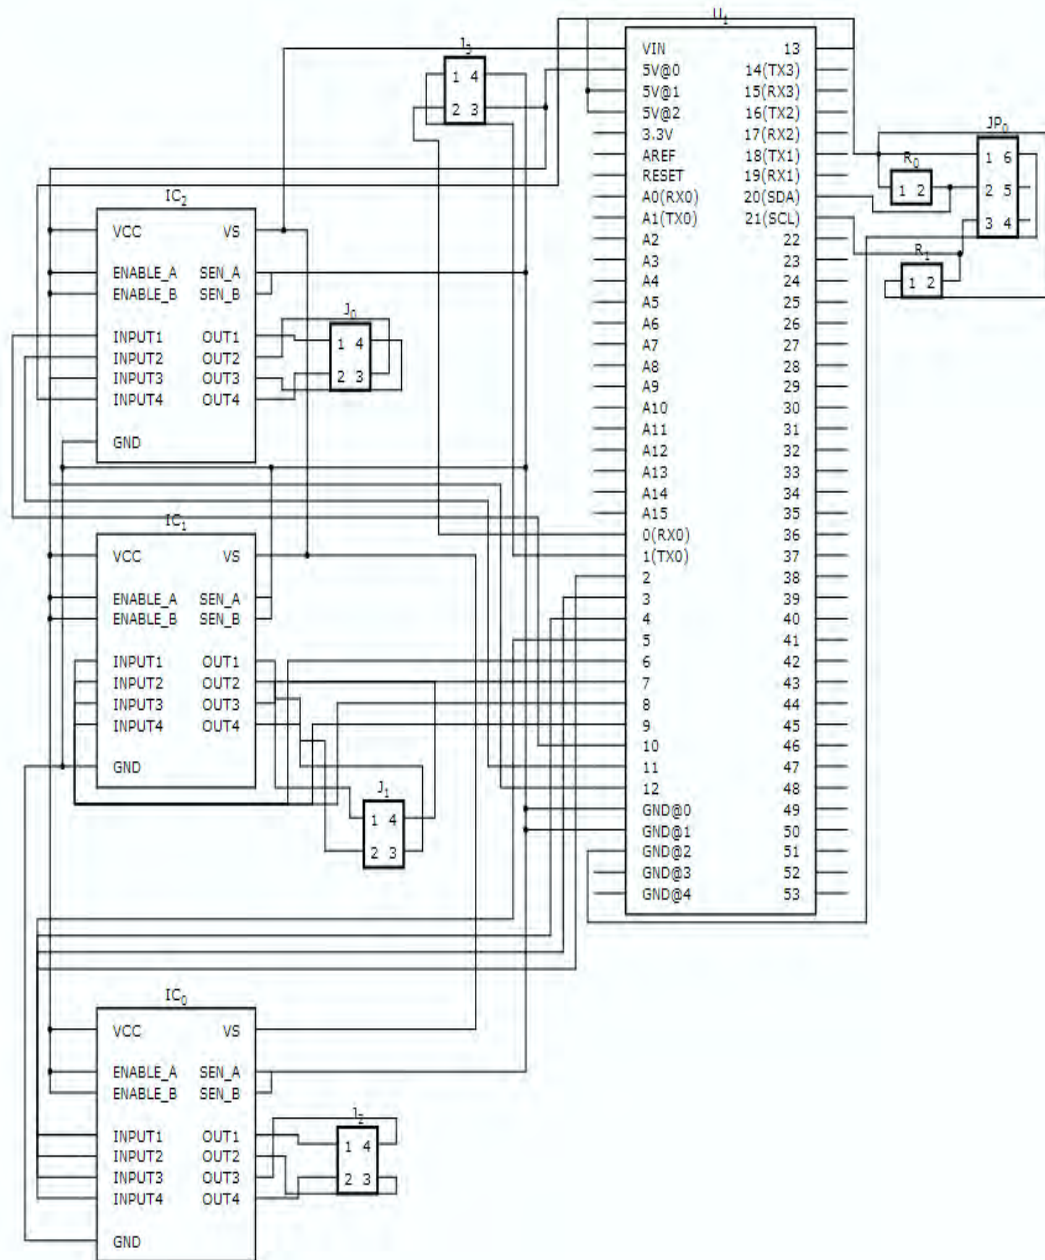 U1
VIN 13
5V@0 14(TX3)
5V@1 15(RX3)
5V@2 16(TX2)
3.3V 17(RX2)
AREF 18(TX1)
RESET 19(RX1)
A0(RX0) 20(SDA)
A1(TX0) 21(SCL)
A2 22
A3 23
A4 24
A5 25
A6 26
A7 27
A8 28
A9 29
A10 30
A11 31
A12 32
A13 33
A14 34
A15 35
0(RX0) 36
1(TX0) 37
2 38
3 39
4 40
5 41
6 42
7 43
8 44
9 45
10 46
11 47
12 48
GND@0 49
GND@1 50
GND@2 51
GND@3 52
GND@4 53
J3
1 4
2 3
JP0
1 6
2 5
3 4
R0
1 2
R1
1 2
IC2
VCC VS
ENABLE_A SEN_A
ENABLE_B SEN_B
INPUT1 OUT1
INPUT2 OUT2
INPUT3 OUT3
INPUT4 OUT4
GND
J0
1 4
2 3
IC1
VCC VS
ENABLE_A SEN_A
ENABLE_B SEN_B
INPUT1 OUT1
INPUT2 OUT2
INPUT3 OUT3
INPUT4 OUT4
GND
J1
1 4
2 3
IC0
VCC VS
ENABLE_A SEN_A
ENABLE_B SEN_B
INPUT1 OUT1
INPUT2 OUT2
INPUT3 OUT3
INPUT4 OUT4
GND
J2
1 4
2 3